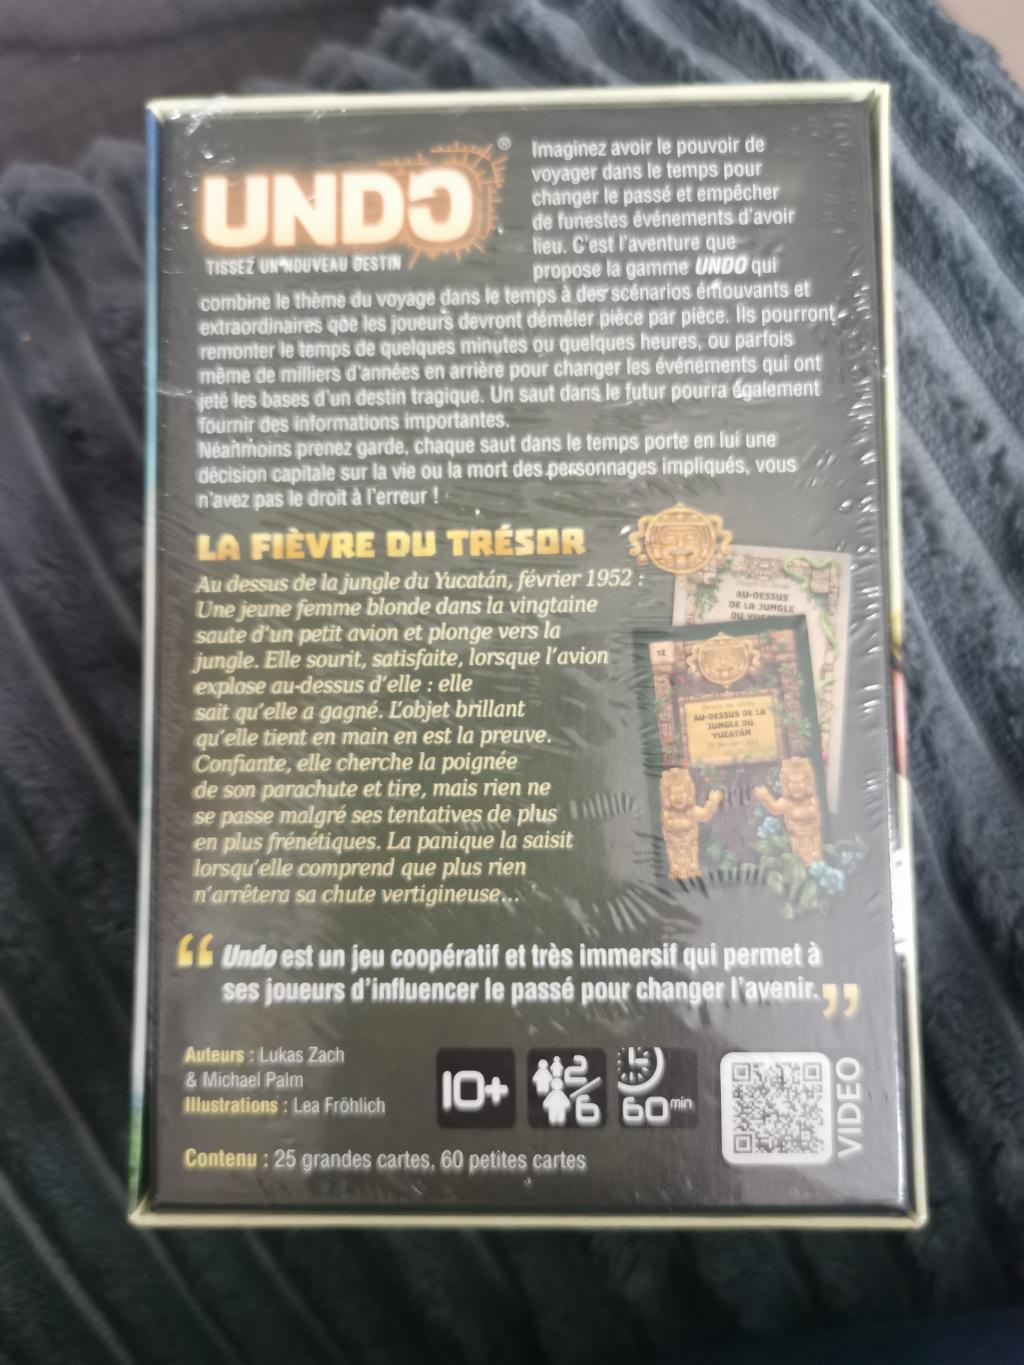 UNDO®
TISSEZ UN NOUVEAU DESTIN
Imaginez avoir le pouvoir de
voyager dans le temps pour
changer le passé et empêcher
de funestes événements d'avoir
lieu. C'est l'aventure que
propose la gamme UNDO qui
combine le thème du voyage dans le temps à des scénarios émouvants et
extraordinaires que les joueurs devront démêler pièce par pièce. Ils pourront
remonter le temps de quelques minutes ou quelques heures, ou parfois
même de milliers d'années en arrière pour changer les événements qui ont
jeté les bases d'un destin tragique. Un saut dans le futur pourra également
fournir des informations importantes.
Néanmoins prenez garde, chaque saut dans le temps porte en lui une
décision capitale sur la vie ou la mort des personnages impliqués, vous
n'avez pas le droit à l'erreur !
LA FIÈVRE DU TRÉSOR
Au dessus de la jungle du Yucatán, février 1952 :
Une jeune femme blonde dans la vingtaine
saute d'un petit avion et plonge vers la
jungle. Elle sourit, satisfaite, lorsque l'avion
explose au-dessus d'elle : elle
sait qu'elle a gagné. L'objet brillant
qu'elle tient en main en est la preuve.
Confiante, elle cherche la poignée
de son parachute et tire, mais rien ne
se passe malgré ses tentatives de plus
en plus frénétiques. La panique la saisit
lorsqu'elle comprend que plus rien
n'arrêtera sa chute vertigineuse...
AU-DESSUS
DE LA JUNGLE
DU
12
AU-DESSUS DE LA
JUNGLE DU
YUCATÁN
“ Undo est un jeu coopératif et très immersif qui permet à
ses joueurs d'influencer le passé pour changer l'avenir. ”
Auteurs : Lukas Zach
& Michael Palm
Illustrations : Lea Fröhlich
10+
2/6
60 min
VIDEO
Contenu : 25 grandes cartes, 60 petites cartes